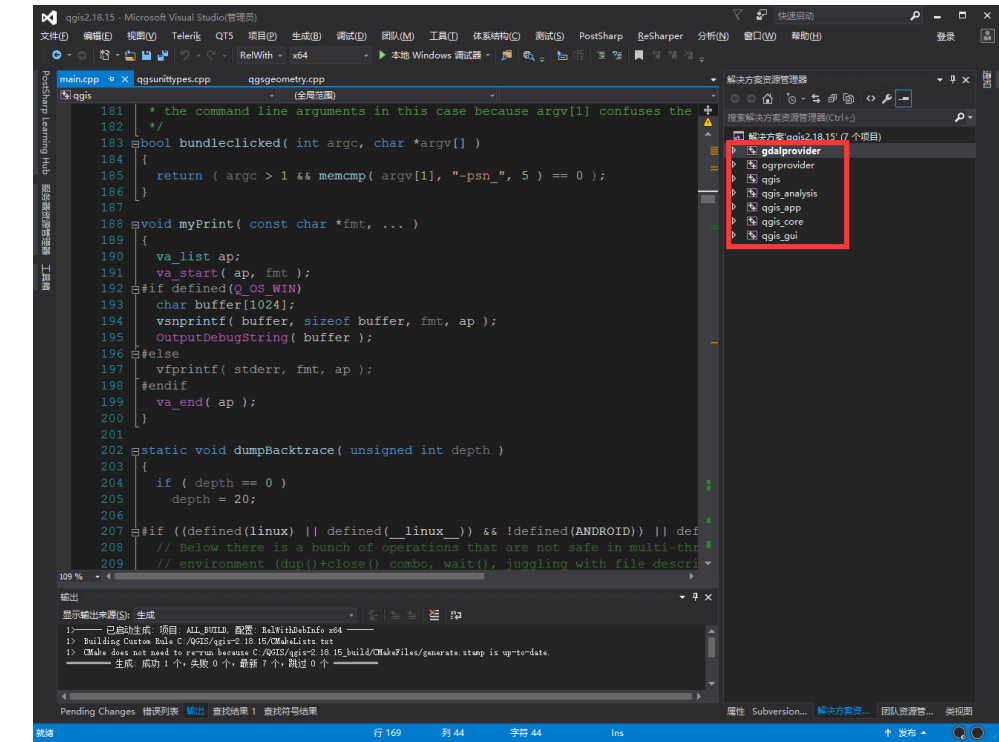 qgis2.18.15 - Microsoft Visual Studio(管理员)
快速启动
文件(F) 编辑(E) 视图(V) Telerik QT5 项目(P) 生成(B) 调试(D) 团队(M) 工具(T) 体系结构(C) 测试(S) PostSharp ReSharper 分析(N) 窗口(W) 帮助(H) 登录
RelWith x64 本地 Windows 调试器
PostSharp Learning Hub
服务器资源管理器
工具箱
main.cpp qgsunittypes.cpp qgsgeometry.cpp
qgis (全局范围)
181 * the command line arguments in this case because argv[1] confuses the
182 */
183 bool bundleclicked( int argc, char *argv[] )
184 {
185 return ( argc > 1 && memcmp( argv[1], "-psn_", 5 ) == 0 );
186 }
187
188 void myPrint( const char *fmt, ... )
189 {
190 va_list ap;
191 va_start( ap, fmt );
192 #if defined(Q_OS_WIN)
193 char buffer[1024];
194 vsnprintf( buffer, sizeof buffer, fmt, ap );
195 OutputDebugString( buffer );
196 #else
197 vfprintf( stderr, fmt, ap );
198 #endif
199 va_end( ap );
200 }
201
202 static void dumpBacktrace( unsigned int depth )
203 {
204 if ( depth == 0 )
205 depth = 20;
206
207 #if ((defined(linux) || defined(__linux__)) && !defined(ANDROID)) || def
208 // Below there is a bunch of operations that are not safe in multi-thr
209 // environment (dup()+close() combo, wait(), juggling with file descri
109 %
输出
显示输出来源(S): 生成
1>------ 已启动生成: 项目: ALL_BUILD, 配置: RelWithDebInfo x64 ------
1> Building Custom Rule C:/QGIS/qgis-2.18.15/CMakeLists.txt
1> CMake does not need to re-run because C:/QGIS/qgis-2.18.15_build/CMakeFiles/generate.stamp is up-to-date.
========== 生成: 成功 1 个，失败 0 个，最新 7 个，跳过 0 个 ==========
Pending Changes 错误列表 输出 查找结果 1 查找符号结果
解决方案资源管理器
搜索解决方案资源管理器(Ctrl+;)
解决方案'qgis2.18.15' (7 个项目)
gdalprovider
ogrprovider
qgis
qgis_analysis
qgis_app
qgis_core
qgis_gui
属性 Subversion... 解决方案资... 团队资源管... 类视图
就绪 行 169 列 44 字符 44 Ins 发布